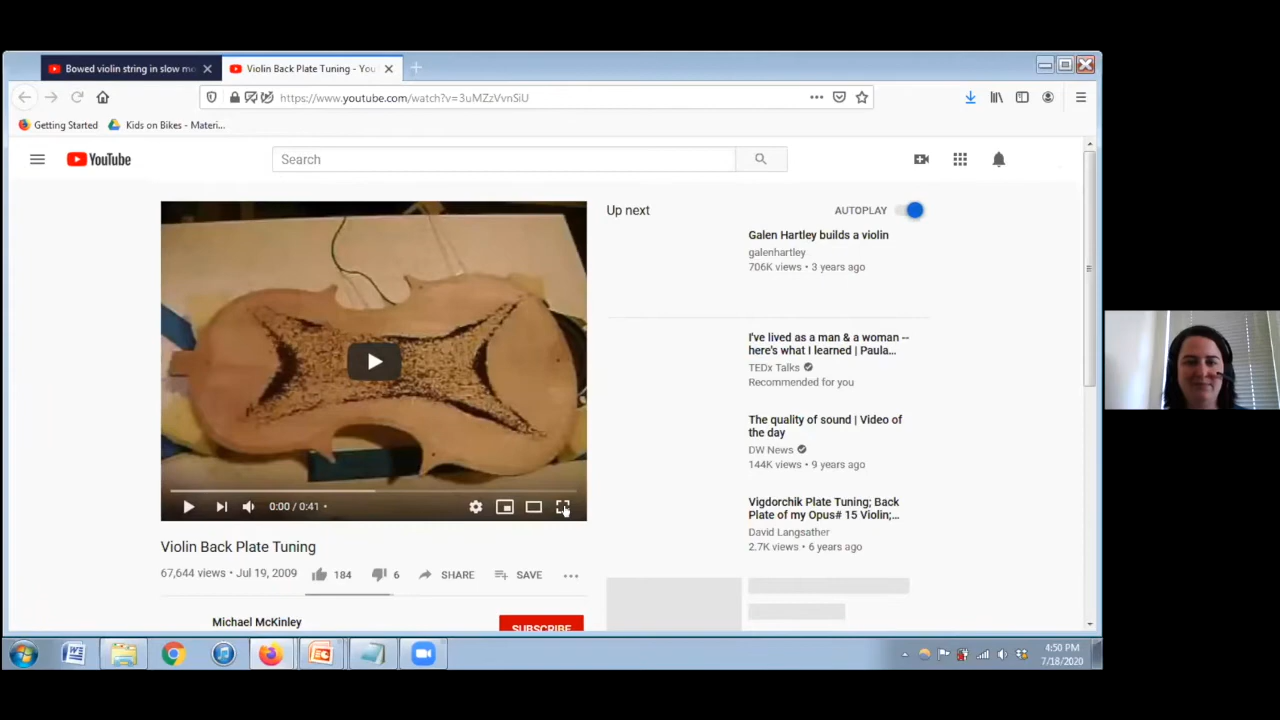 Bowed violin string in slow mo
Violin Back Plate Tuning - You
https://www.youtube.com/watch?v=3uMZzVvnSiU
Getting Started
Kids on Bikes - Materi...
YouTube
Search
Up next
AUTOPLAY
Galen Hartley builds a violin
galenhartley
706K views • 3 years ago
I've lived as a man & a woman --
here's what I learned | Paula...
TEDx Talks
Recommended for you
The quality of sound | Video of
the day
DW News
144K views • 9 years ago
Vigdorchik Plate Tuning; Back
Plate of my Opus# 15 Violin;...
David Langsather
2.7K views • 6 years ago
0:00 / 0:41 •
Violin Back Plate Tuning
67,644 views • Jul 19, 2009
184
6
SHARE
SAVE
Michael McKinley
SUBSCRIBE
4:50 PM
7/18/2020